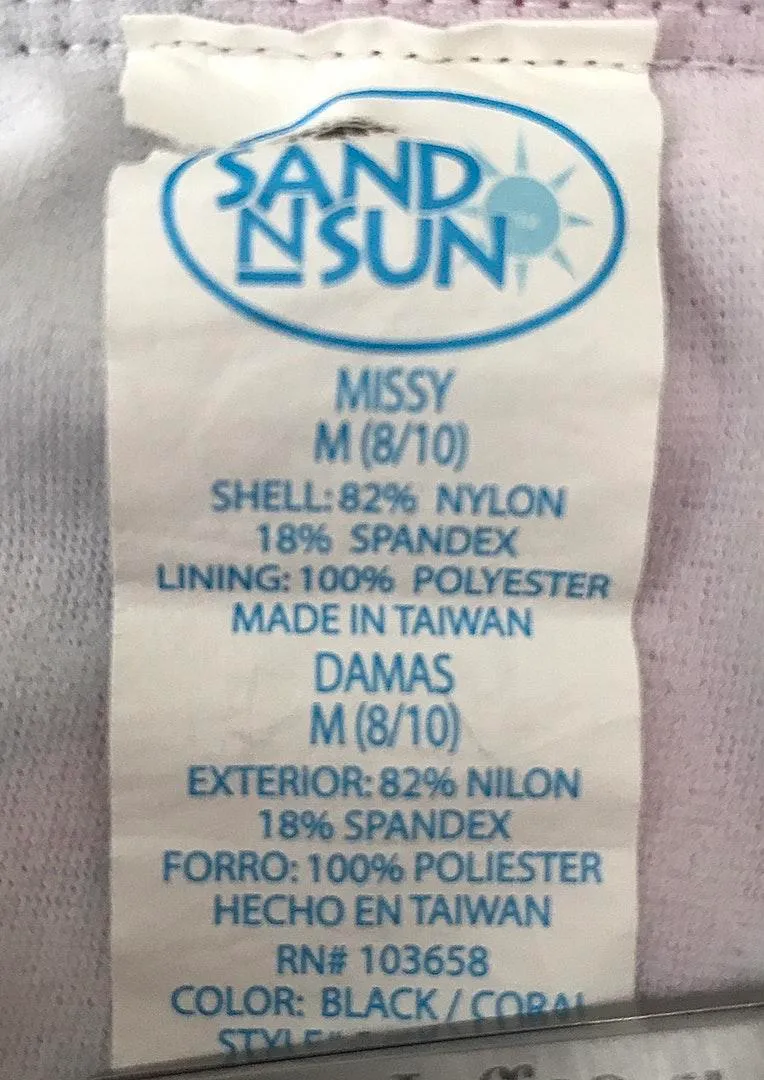 SAND
N SUN
MISSY
M (8/10)
SHELL: 82% NYLON
18% SPANDEX
LINING: 100% POLYESTER
MADE IN TAIWAN
DAMAS
M (8/10)
EXTERIOR: 82% NILON
18% SPANDEX
FORRO: 100% POLIESTER
HECHO EN TAIWAN
RN# 103658
COLOR: BLACK / CORAL
STYLE#